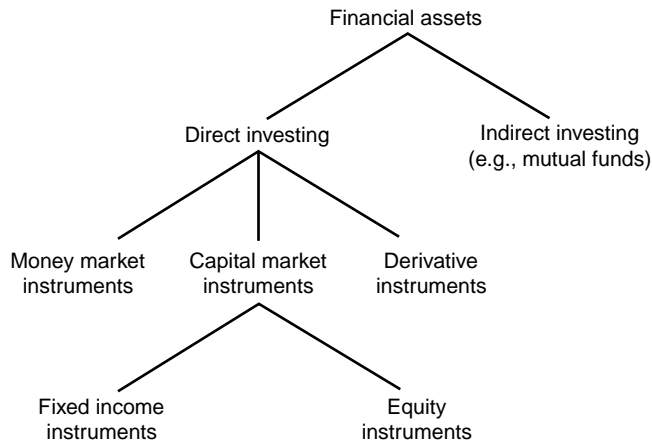 Financial assets
Direct investing
Indirect investing
(e.g., mutual funds)
Money market
instruments
Capital market
instruments
Derivative
instruments
Fixed income
instruments
Equity
instruments